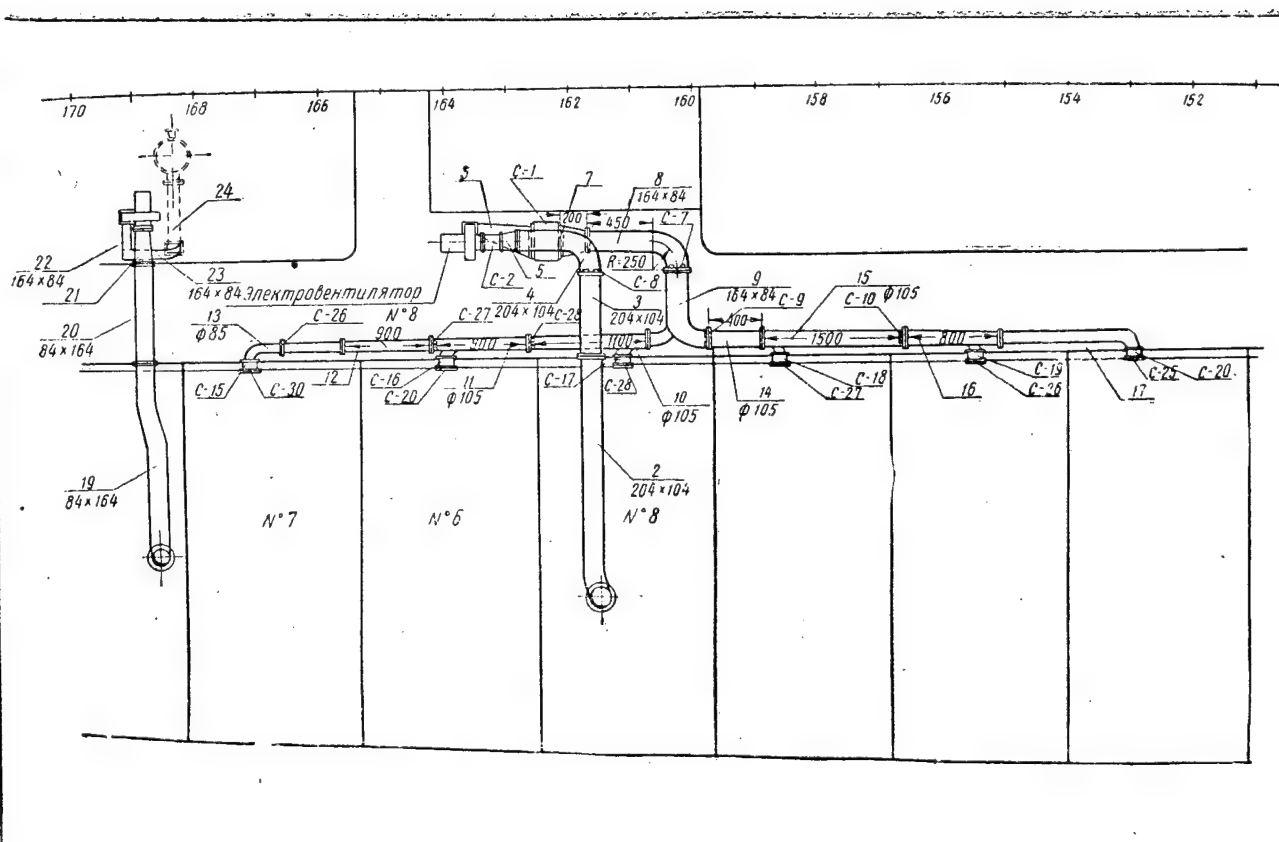 170
168
166
164
162
160
158
156
154
152
24
5
С-1
7
8
164×84
200
450
С-7
22
164×84
21
23
164×84
Электровентилятор
N°8
С-2
5
R=250
С-8
4
204×104
3
204×104
9
164×84
С-9
15
ϕ105
С-10
20
84×164
13
ϕ85
С-26
900
С-27
900
С-28
1100
400
1500
800
С-15
С-30
12
С-16
С-20
11
ϕ105
С-17
С-28
10
ϕ105
14
ϕ105
С-18
С-27
16
С-19
С-26
17
С-25
С-20
19
84×164
2
204×104
N°7
N°6
N°8